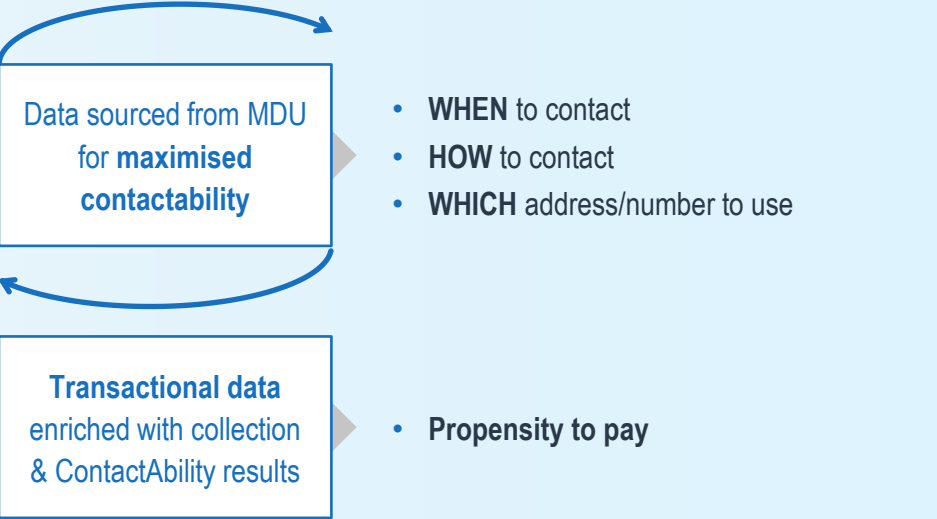 Data sourced from MDU
for maximised
contactability
• WHEN to contact
• HOW to contact
• WHICH address/number to use
Transactional data
enriched with collection
& ContactAbility results
• Propensity to pay